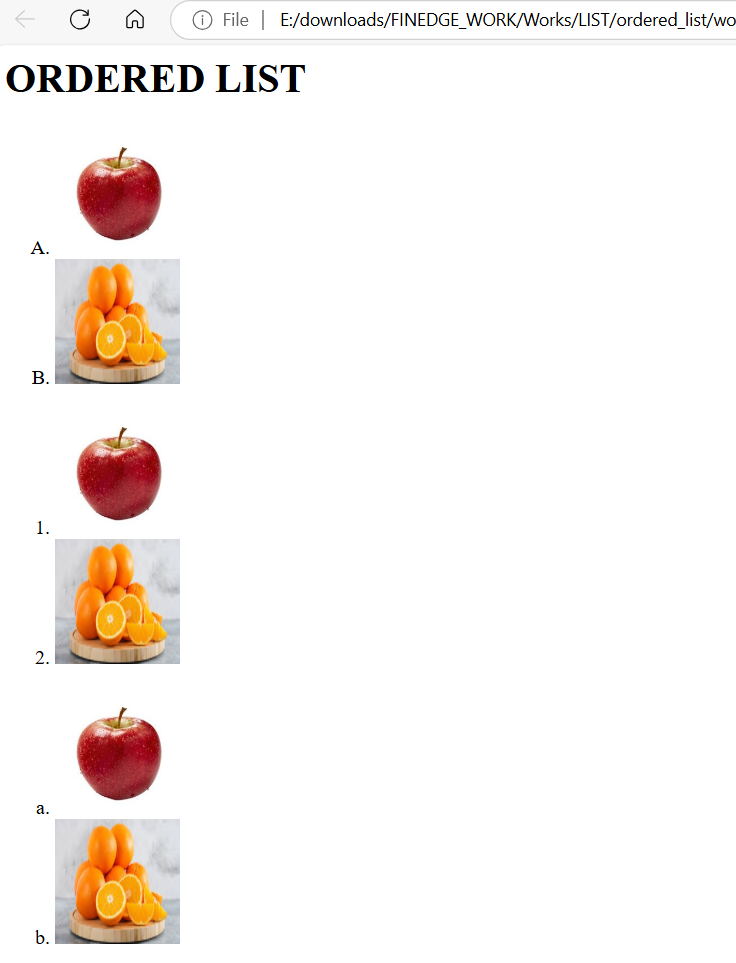 File | E:/downloads/FINEDGE_WORK/Works/LIST/ordered_list/wo
ORDERED LIST
A.
B.
1.
2.
a.
b.